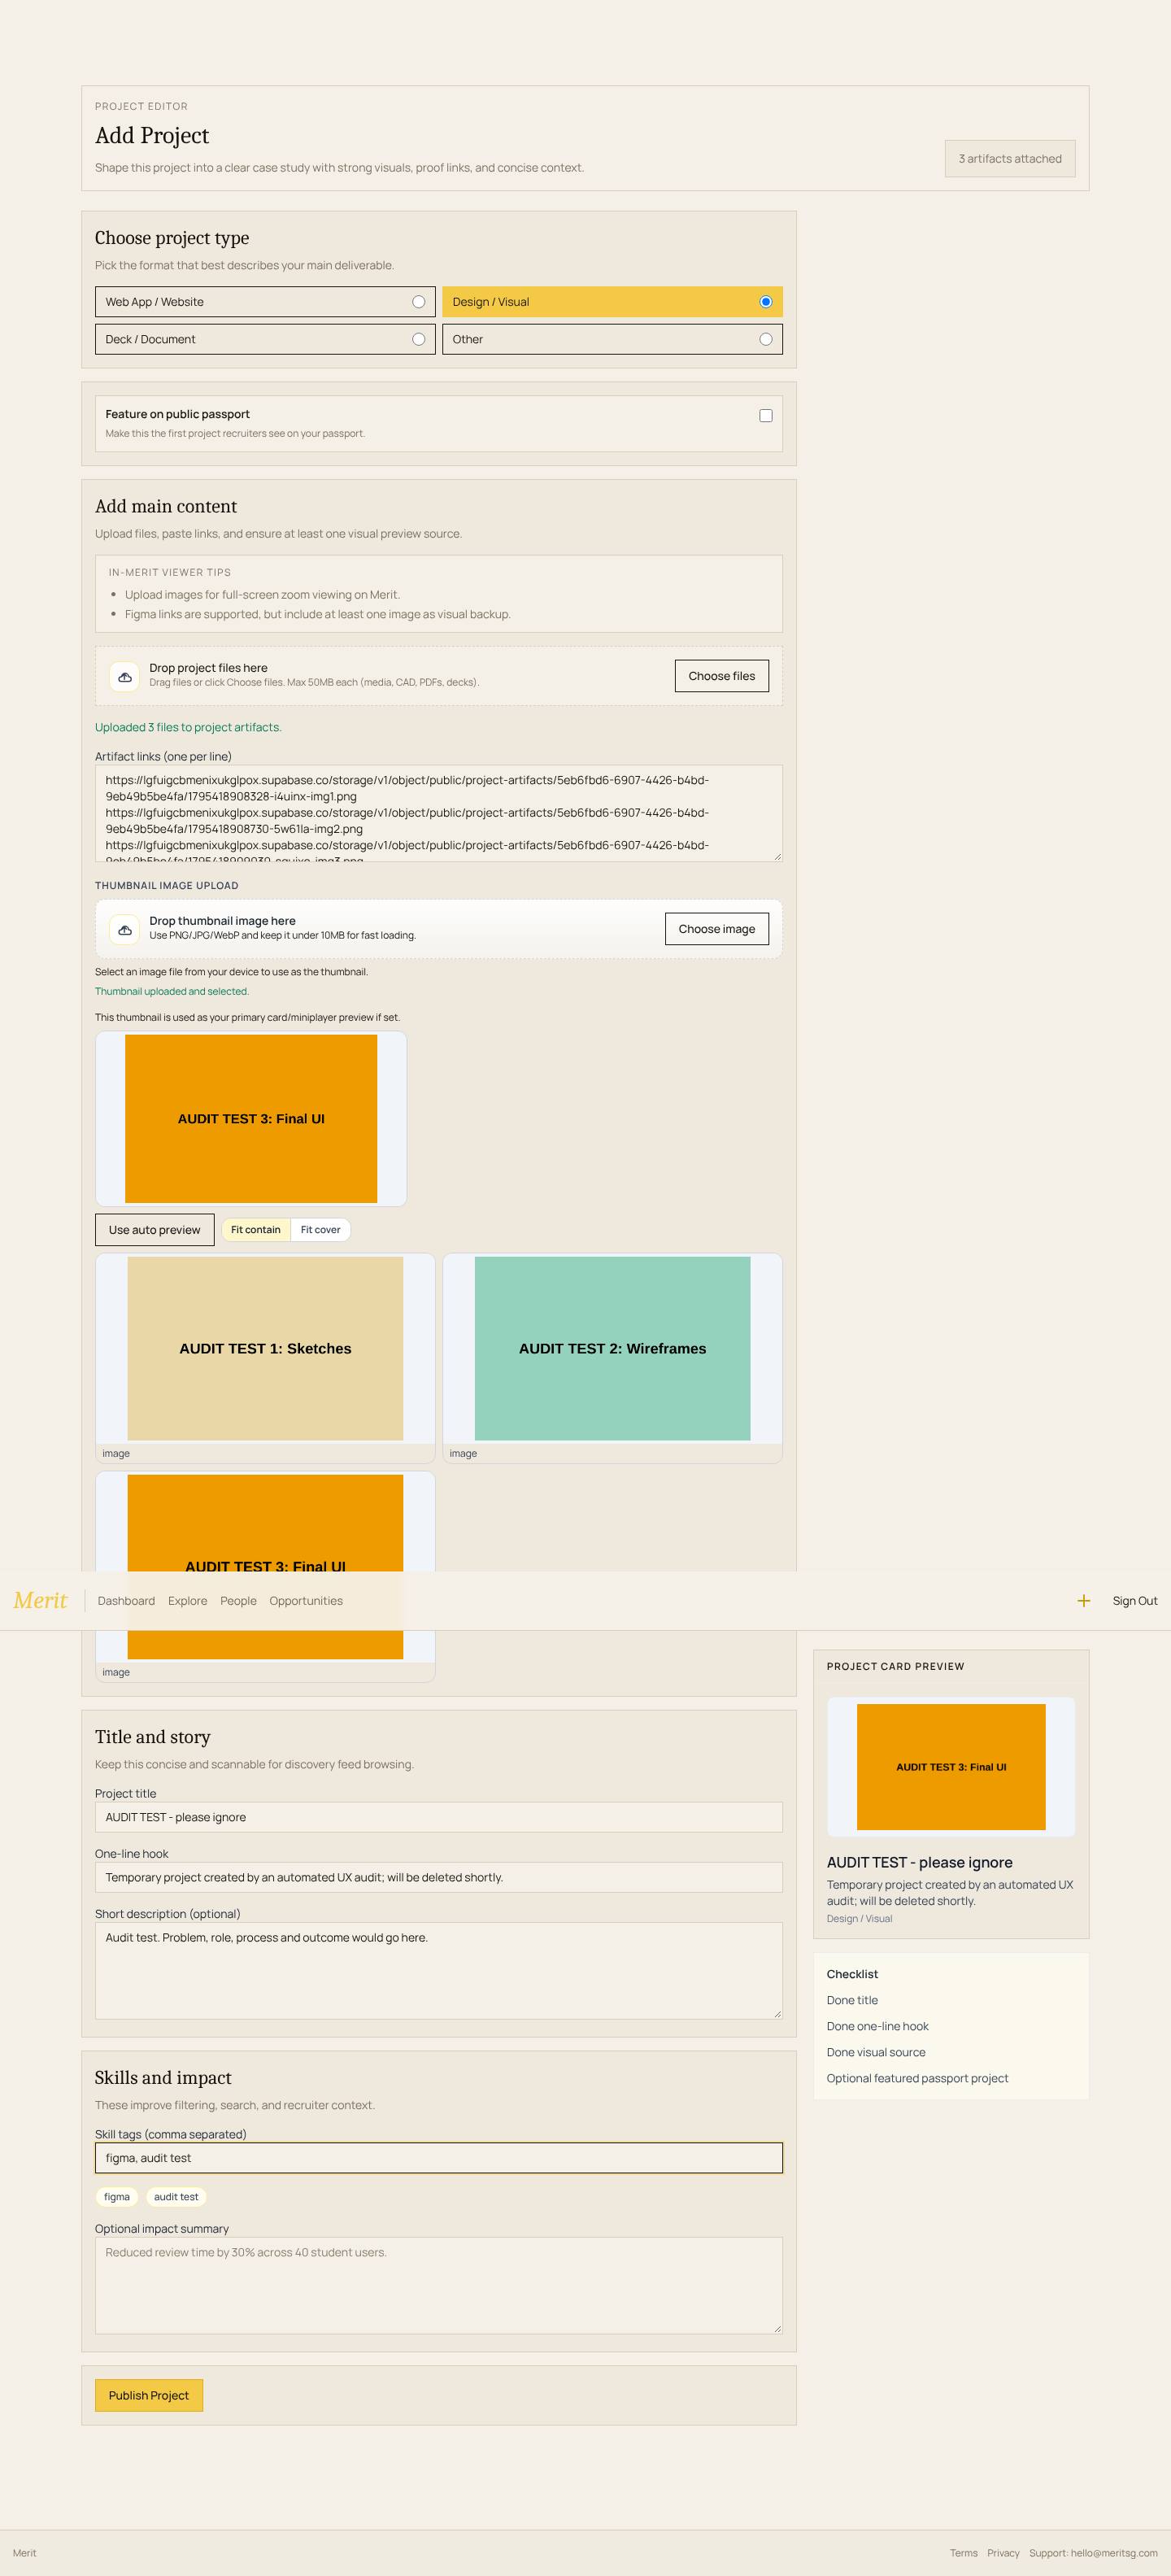 PROJECT EDITOR
Add Project
Shape this project into a clear case study with strong visuals, proof links, and concise context.
3 artifacts attached
Choose project type
Pick the format that best describes your main deliverable.
Web App / Website
Design / Visual
Deck / Document
Other
Feature on public passport
Make this the first project recruiters see on your passport.
Add main content
Upload files, paste links, and ensure at least one visual preview source.
IN-MERIT VIEWER TIPS
Upload images for full-screen zoom viewing on Merit.
Figma links are supported, but include at least one image as visual backup.
Drop project files here
Drag files or click Choose files. Max 50MB each (media, CAD, PDFs, decks).
Choose files
Uploaded 3 files to project artifacts.
Artifact links (one per line)
https://lgfuigcbmenixukglpox.supabase.co/storage/v1/object/public/project-artifacts/5eb6fbd6-6907-4426-b4bd-
9eb49b5be4fa/1795418908328-i4uinx-img1.png
https://lgfuigcbmenixukglpox.supabase.co/storage/v1/object/public/project-artifacts/5eb6fbd6-6907-4426-b4bd-
9eb49b5be4fa/1795418908730-5w61la-img2.png
https://lgfuigcbmenixukglpox.supabase.co/storage/v1/object/public/project-artifacts/5eb6fbd6-6907-4426-b4bd-
THUMBNAIL IMAGE UPLOAD
Drop thumbnail image here
Use PNG/JPG/WebP and keep it under 10MB for fast loading.
Choose image
Select an image file from your device to use as the thumbnail.
Thumbnail uploaded and selected.
This thumbnail is used as your primary card/miniplayer preview if set.
AUDIT TEST 3: Final UI
Use auto preview
Fit contain
Fit cover
AUDIT TEST 1: Sketches
image
AUDIT TEST 2: Wireframes
image
AUDIT TEST 3: Final UI
Merit
Dashboard
Explore
People
Opportunities
Sign Out
image
PROJECT CARD PREVIEW
AUDIT TEST 3: Final UI
AUDIT TEST - please ignore
Temporary project created by an automated UX
audit; will be deleted shortly.
Design / Visual
Checklist
Done title
Done one-line hook
Done visual source
Optional featured passport project
Title and story
Keep this concise and scannable for discovery feed browsing.
Project title
AUDIT TEST - please ignore
One-line hook
Temporary project created by an automated UX audit; will be deleted shortly.
Short description (optional)
Audit test. Problem, role, process and outcome would go here.
Skills and impact
These improve filtering, search, and recruiter context.
Skill tags (comma separated)
figma, audit test
figma
audit test
Optional impact summary
Reduced review time by 30% across 40 student users.
Publish Project
Merit
Terms
Privacy
Support: hello@meritsg.com